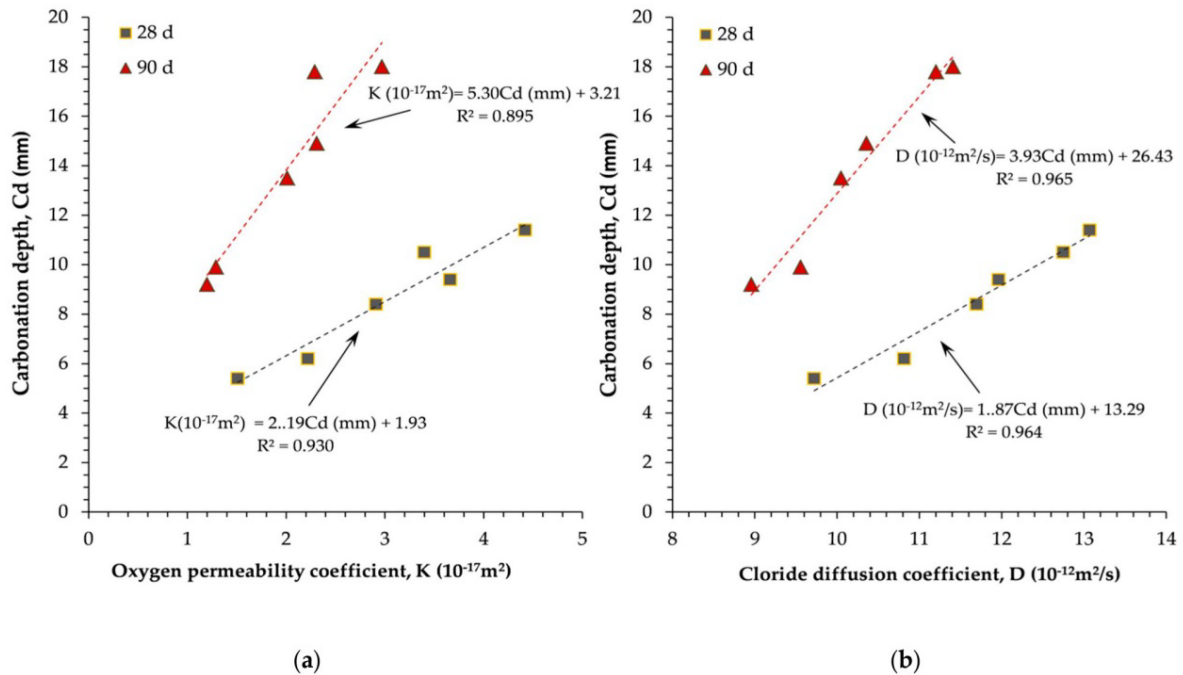 20
18
16
14
12
10
8
6
4
2
0
Carbonation depth, Cd (mm)
28 d
90 d
K (10⁻¹⁷m²)= 5.30Cd (mm) + 3.21
R² = 0.895
K(10⁻¹⁷m²) = 2..19Cd (mm) + 1.93
R² = 0.930
0 1 2 3 4 5
Oxygen permeability coefficient, K (10⁻¹⁷m²)
(a)
20
18
16
14
12
10
8
6
4
2
0
Carbonation depth, Cd (mm)
28 d
90 d
D (10⁻¹²m²/s)= 3.93Cd (mm) + 26.43
R² = 0.965
D (10⁻¹²m²/s)= 1..87Cd (mm) + 13.29
R² = 0.964
8 9 10 11 12 13 14
Cloride diffusion coefficient, D (10⁻¹²m²/s)
(b)